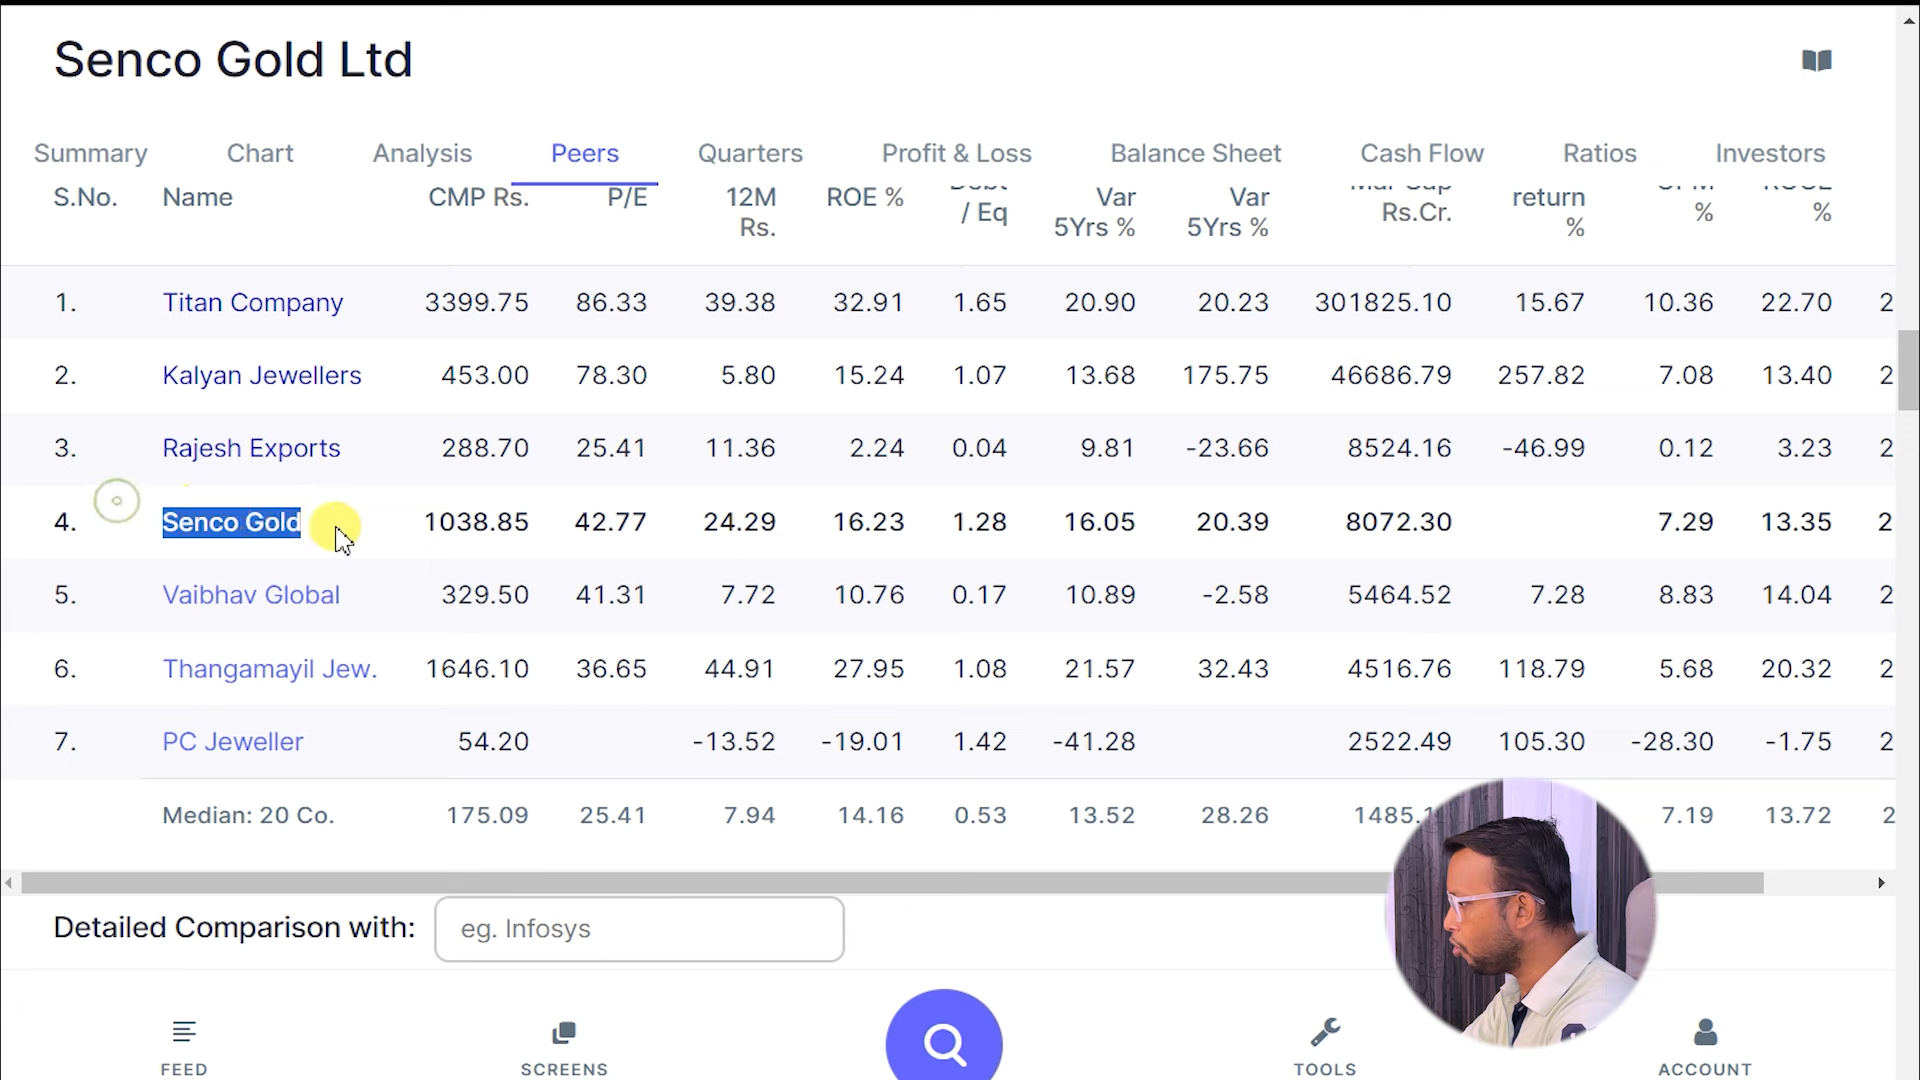 Senco Gold Ltd
Summary Chart Analysis Peers Quarters Profit & Loss Balance Sheet Cash Flow Ratios Investors
S.No. Name CMP Rs. P/E 12M Rs. ROE % / Eq Var 5Yrs % Var 5Yrs % Rs.Cr. return % % %
1. Titan Company 3399.75 86.33 39.38 32.91 1.65 20.90 20.23 301825.10 15.67 10.36 22.70 2
2. Kalyan Jewellers 453.00 78.30 5.80 15.24 1.07 13.68 175.75 46686.79 257.82 7.08 13.40 2
3. Rajesh Exports 288.70 25.41 11.36 2.24 0.04 9.81 -23.66 8524.16 -46.99 0.12 3.23 2
4. Senco Gold 1038.85 42.77 24.29 16.23 1.28 16.05 20.39 8072.30 7.29 13.35 2
5. Vaibhav Global 329.50 41.31 7.72 10.76 0.17 10.89 -2.58 5464.52 7.28 8.83 14.04 2
6. Thangamayil Jew. 1646.10 36.65 44.91 27.95 1.08 21.57 32.43 4516.76 118.79 5.68 20.32 2
7. PC Jeweller 54.20 -13.52 -19.01 1.42 -41.28 2522.49 105.30 -28.30 -1.75 2
Median: 20 Co. 175.09 25.41 7.94 14.16 0.53 13.52 28.26 7.19 13.72 2
Detailed Comparison with: eg. Infosys
FEED SCREENS TOOLS ACCOUNT